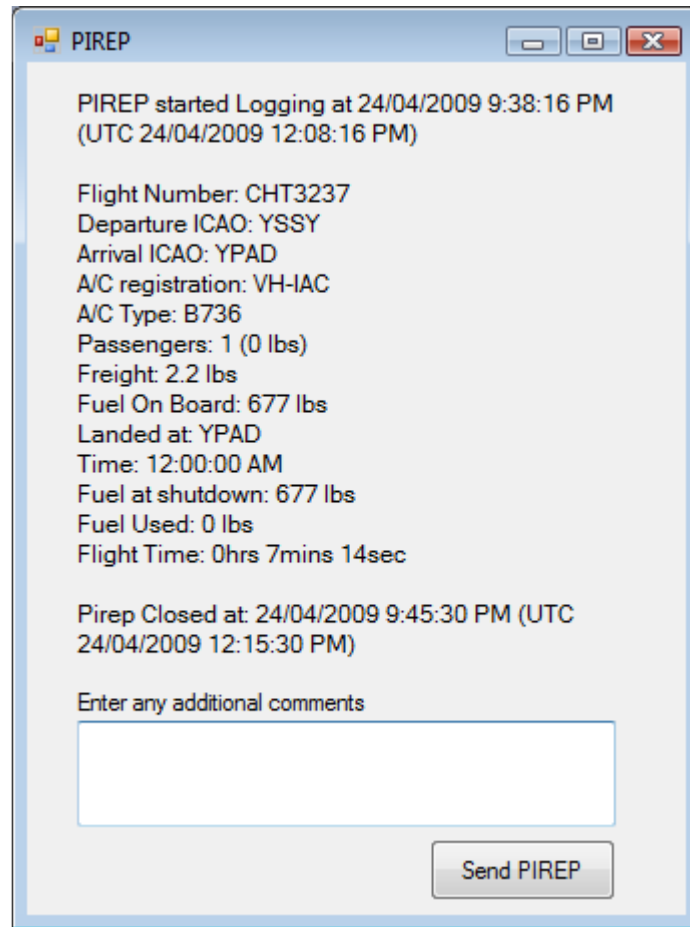 PIREP
PIREP started Logging at 24/04/2009 9:38:16 PM
(UTC 24/04/2009 12:08:16 PM)
Flight Number: CHT3237
Departure ICAO: YSSY
Arrival ICAO: YPAD
A/C registration: VH-IAC
A/C Type: B736
Passengers: 1 (0 lbs)
Freight: 2.2 lbs
Fuel On Board: 677 lbs
Landed at: YPAD
Time: 12:00:00 AM
Fuel at shutdown: 677 lbs
Fuel Used: 0 lbs
Flight Time: 0hrs 7mins 14sec
Pirep Closed at: 24/04/2009 9:45:30 PM (UTC
24/04/2009 12:15:30 PM)
Enter any additional comments
Send PIREP